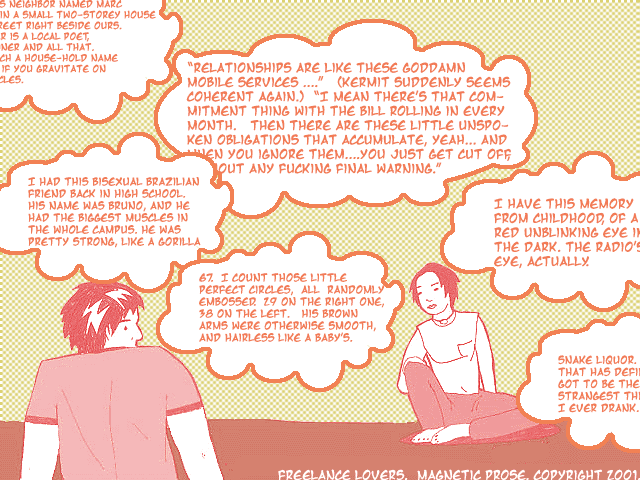 S NEIGHBOR NAMED MARC
IN A SMALL TWO-STOREY HOUSE
REET RIGHT BESIDE OURS.
R IS A LOCAL POET,
NER AND ALL THAT.
CH A HOUSE-HOLD NAME
IF YOU GRAVITATE ON
CLES.
"RELATIONSHIPS ARE LIKE THESE GODDAMN
MOBILE SERVICES ...." (KERMIT SUDDENLY SEEMS
COHERENT AGAIN.) "I MEAN THERE'S THAT COM-
MITMENT THING WITH THE BILL ROLLING IN EVERY
MONTH. THEN THERE ARE THESE LITTLE UNSPO-
KEN OBLIGATIONS THAT ACCUMULATE, YEAH... AND
WHEN YOU IGNORE THEM....YOU JUST GET CUT OFF,
OUT ANY FUCKING FINAL WARNING."
I HAD THIS BISEXUAL BRAZILIAN
FRIEND BACK IN HIGH SCHOOL.
HIS NAME WAS BRUNO, AND HE
HAD THE BIGGEST MUSCLES IN
THE WHOLE CAMPUS. HE WAS
PRETTY STRONG, LIKE A GORILLA
I HAVE THIS MEMORY
FROM CHILDHOOD, OF A
RED UNBLINKING EYE IN
THE DARK. THE RADIO'S
EYE, ACTUALLY.
67. I COUNT THOSE LITTLE
PERFECT CIRCLES, ALL RANDOMLY
EMBOSSED. 29 ON THE RIGHT ONE,
38 ON THE LEFT. HIS BROWN
ARMS WERE OTHERWISE SMOOTH,
AND HAIRLESS LIKE A BABY'S.
SNAKE LIQUOR.
THAT HAS DEFI
GOT TO BE THE
STRANGEST TH
I EVER DRANK.
FREELANCE LOVERS. MAGNETIC PROSE. COPYRIGHT 2001